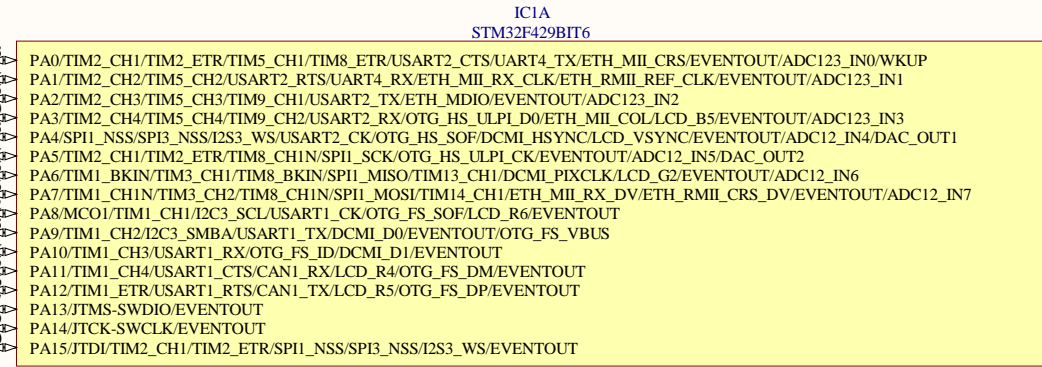 IC1A
STM32F429BIT6
PA0/TIM2_CH1/TIM2_ETR/TIM5_CH1/TIM8_ETR/USART2_CTS/UART4_TX/ETH_MII_CRS/EVENTOUT/ADC123_IN0/WKUP
PA1/TIM2_CH2/TIM5_CH2/USART2_RTS/UART4_RX/ETH_MII_RX_CLK/ETH_RMII_REF_CLK/EVENTOUT/ADC123_IN1
PA2/TIM2_CH3/TIM5_CH3/TIM9_CH1/USART2_TX/ETH_MDIO/EVENTOUT/ADC123_IN2
PA3/TIM2_CH4/TIM5_CH4/TIM9_CH2/USART2_RX/OTG_HS_ULPI_D0/ETH_MII_COL/LCD_B5/EVENTOUT/ADC123_IN3
PA4/SPI1_NSS/SPI3_NSS/I2S3_WS/USART2_CK/OTG_HS_SOF/DCMI_HSYNC/LCD_VSYNC/EVENTOUT/ADC12_IN4/DAC_OUT1
PA5/TIM2_CH1/TIM2_ETR/TIM8_CH1N/SPI1_SCK/OTG_HS_ULPI_CK/EVENTOUT/ADC12_IN5/DAC_OUT2
PA6/TIM1_BKIN/TIM3_CH1/TIM8_BKIN/SPI1_MISO/TIM13_CH1/DCMI_PIXCLK/LCD_G2/EVENTOUT/ADC12_IN6
PA7/TIM1_CH1N/TIM3_CH2/TIM8_CH1N/SPI1_MOSI/TIM14_CH1/ETH_MII_RX_DV/ETH_RMII_CRS_DV/EVENTOUT/ADC12_IN7
PA8/MCO1/TIM1_CH1/I2C3_SCL/USART1_CK/OTG_FS_SOF/LCD_R6/EVENTOUT
PA9/TIM1_CH2/I2C3_SMBA/USART1_TX/DCMI_D0/EVENTOUT/OTG_FS_VBUS
PA10/TIM1_CH3/USART1_RX/OTG_FS_ID/DCMI_D1/EVENTOUT
PA11/TIM1_CH4/USART1_CTS/CAN1_RX/LCD_R4/OTG_FS_DM/EVENTOUT
PA12/TIM1_ETR/USART1_RTS/CAN1_TX/LCD_R5/OTG_FS_DP/EVENTOUT
PA13/JTMS-SWDIO/EVENTOUT
PA14/JTCK-SWCLK/EVENTOUT
PA15/JTDI/TIM2_CH1/TIM2_ETR/SPI1_NSS/SPI3_NSS/I2S3_WS/EVENTOUT